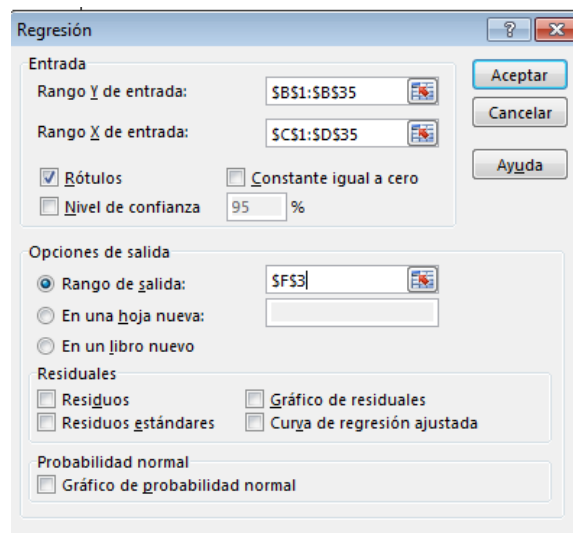 Regresión
Entrada
Rango Y de entrada: $B$1:$B$35
Aceptar
Rango X de entrada: $C$1:$D$35
Cancelar
Rótulos Constante igual a cero
Ayuda
Nivel de confianza 95 %
Opciones de salida
Rango de salida: $F$3
En una hoja nueva:
En un libro nuevo
Residuales
Residuos Gráfico de residuales
Residuos estándares Curva de regresión ajustada
Probabilidad normal
Gráfico de probabilidad normal